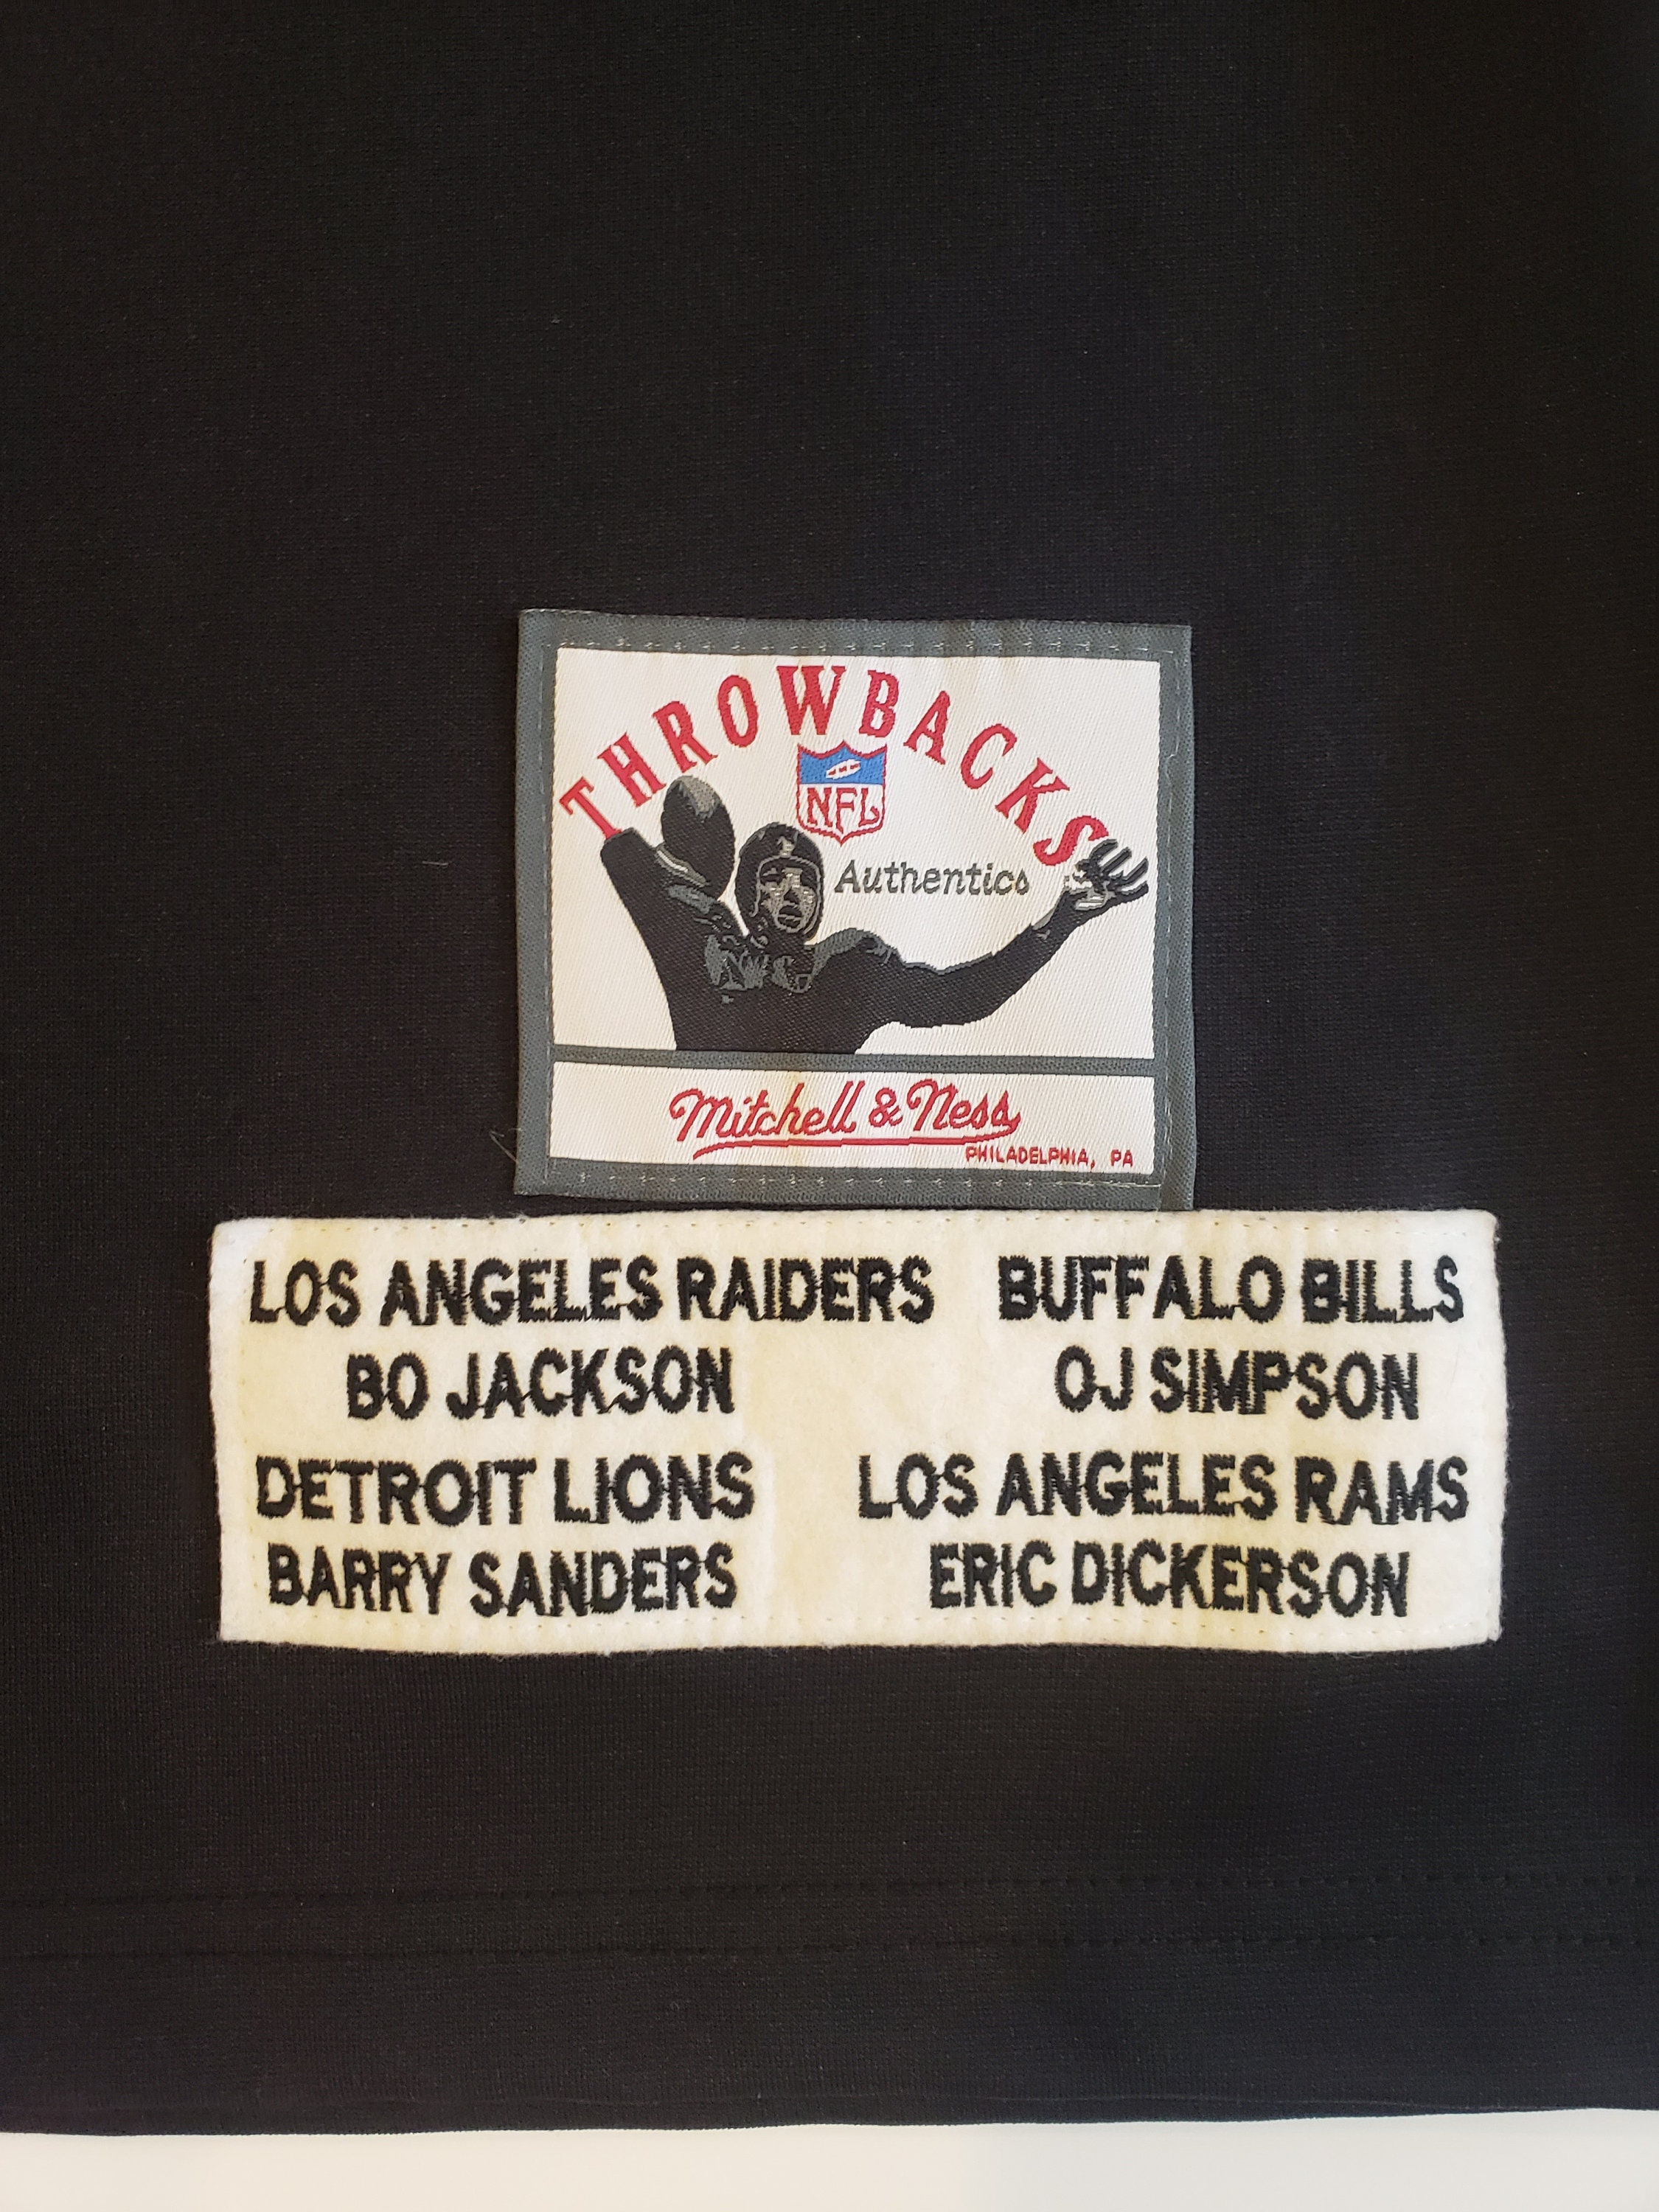 THROWBACKS
NFL
Authentics
Mitchell & Ness
PHILADELPHIA, PA
LOS ANGELES RAIDERS BUFFALO BILLS
BO JACKSON OJ SIMPSON
DETROIT LIONS LOS ANGELES RAMS
BARRY SANDERS ERIC DICKERSON